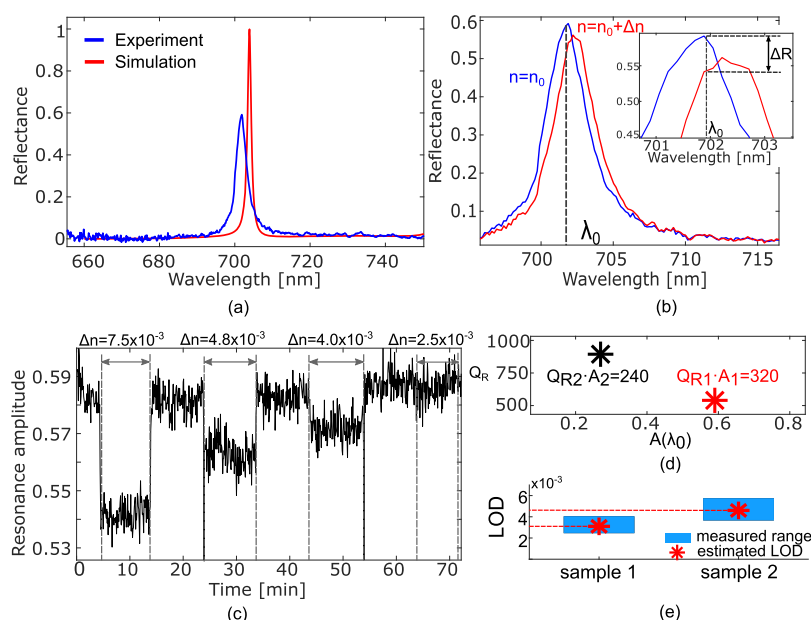 1
0.8
0.6
0.4
0.2
0
Reflectance
Experiment
Simulation
660 680 700 720 740
Wavelength [nm]
(a)
0.6
0.5
0.4
0.3
0.2
0.1
Reflectance
n=n₀+Δn
n=n₀
λ₀
700 705 710 715
Wavelength [nm]
(b)
0.55
0.50
0.45
ΔR
λ₀
701 702 703
Wavelength [nm]
Δn=7.5x10⁻³ Δn=4.8x10⁻³ Δn=4.0x10⁻³ Δn=2.5x10⁻³
0.59
0.57
0.55
0.53
Resonance amplitude
0 10 20 30 40 50 60 70
Time [min]
(c)
1000
750
500
Q_R
Q_R2·A₂=240
Q_R1·A₁=320
0.2 0.4 0.6 0.8
A(λ₀)
(d)
x10⁻³
6
4
2
LOD
measured range
estimated LOD
sample 1 sample 2
(e)